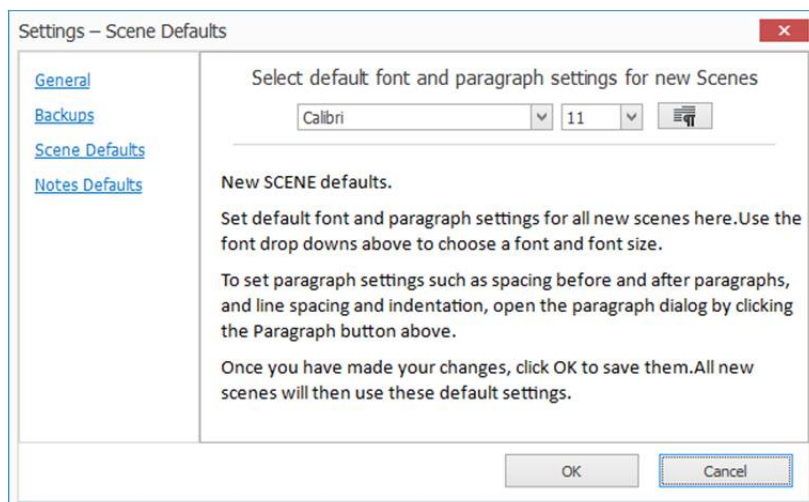 Settings – Scene Defaults
General
Backups
Scene Defaults
Notes Defaults
Select default font and paragraph settings for new Scenes
Calibri
11
New SCENE defaults.
Set default font and paragraph settings for all new scenes here.Use the
font drop downs above to choose a font and font size.
To set paragraph settings such as spacing before and after paragraphs,
and line spacing and indentation, open the paragraph dialog by clicking
the Paragraph button above.
Once you have made your changes, click OK to save them.All new
scenes will then use these default settings.
OK
Cancel